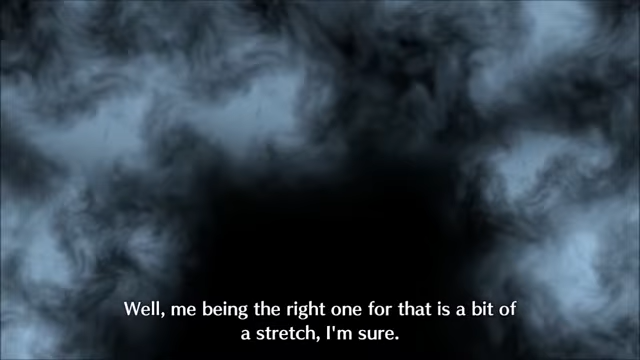 Well, me being the right one for that is a bit of
a stretch, I'm sure.